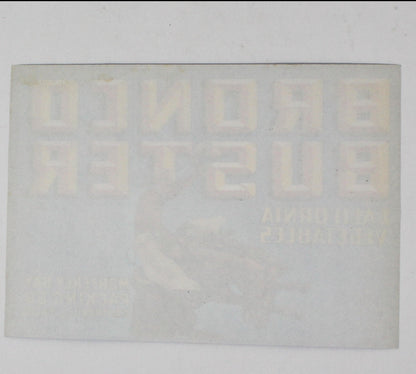 BRONCO
BUSTER
CALIFORNIA
VEGETABLES